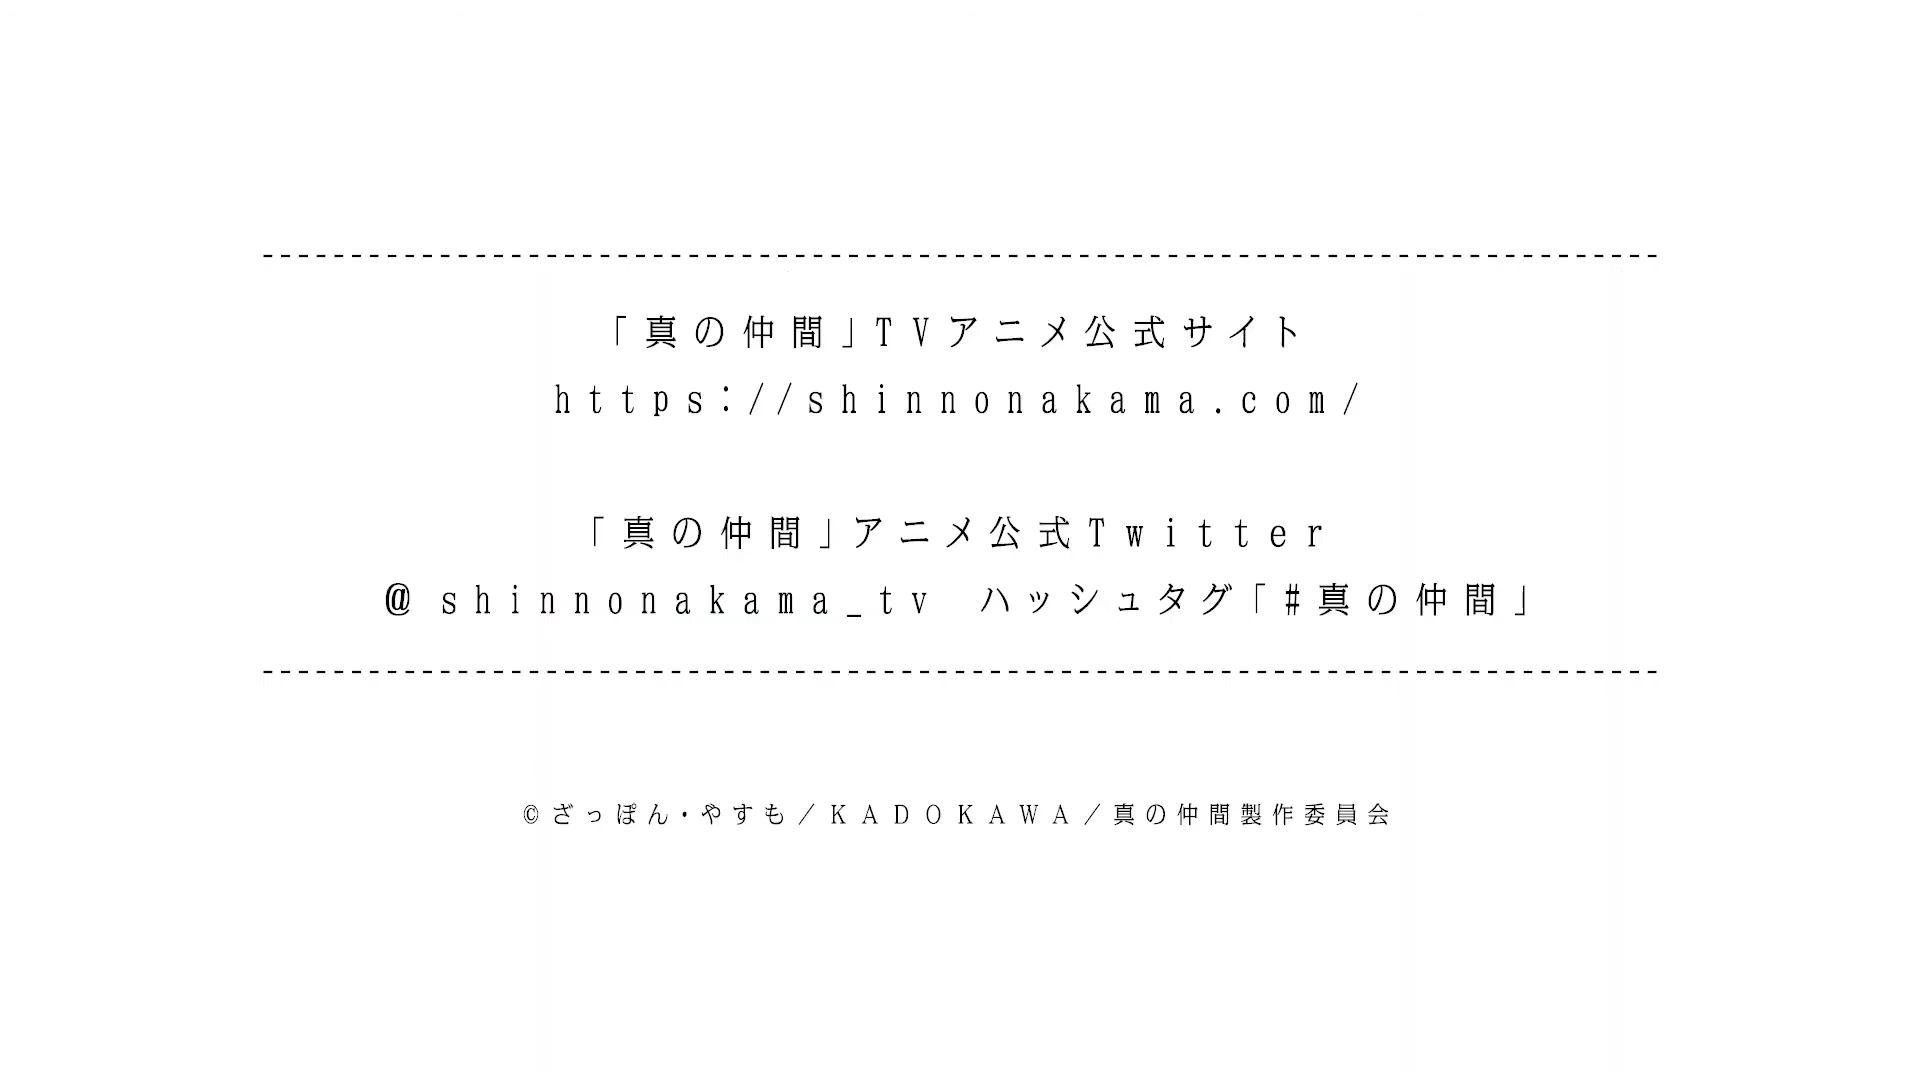 「真の仲間」TVアニメ公式サイト
https://shinnonakama.com/
「真の仲間」アニメ公式Twitter
@shinnonakama_tv　ハッシュタグ「#真の仲間」
©ざっぽん・やすも／KADOKAWA／真の仲間製作委員会